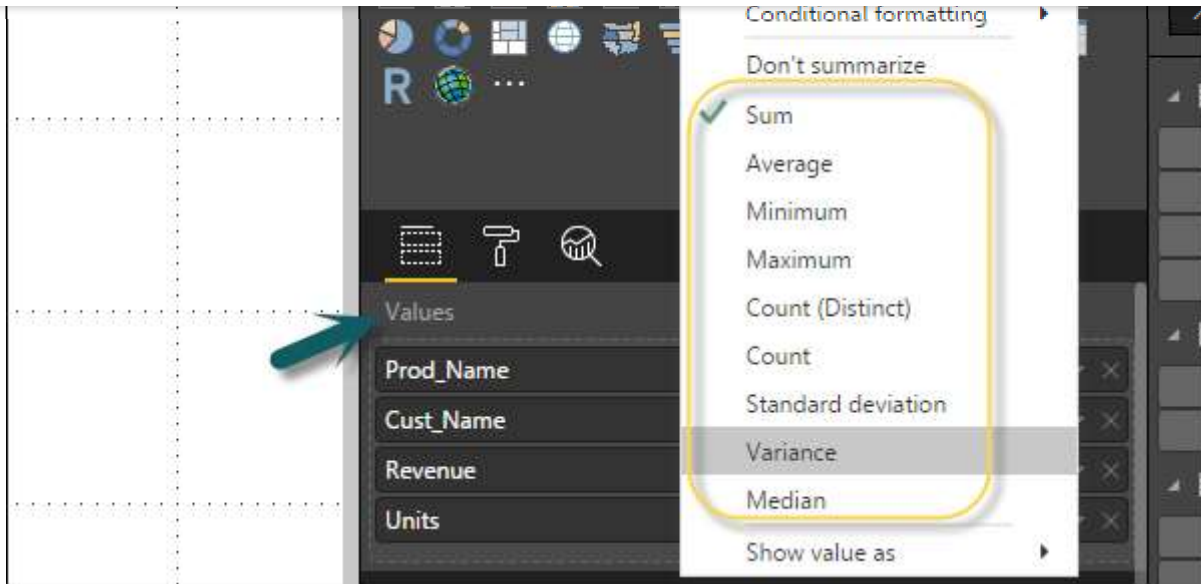 Conditional formatting
Don't summarize
R
Sum
Average
Minimum
Maximum
Count (Distinct)
Values
Count
Prod_Name
Standard deviation
Cust_Name
Variance
Revenue
Median
Units
Show value as